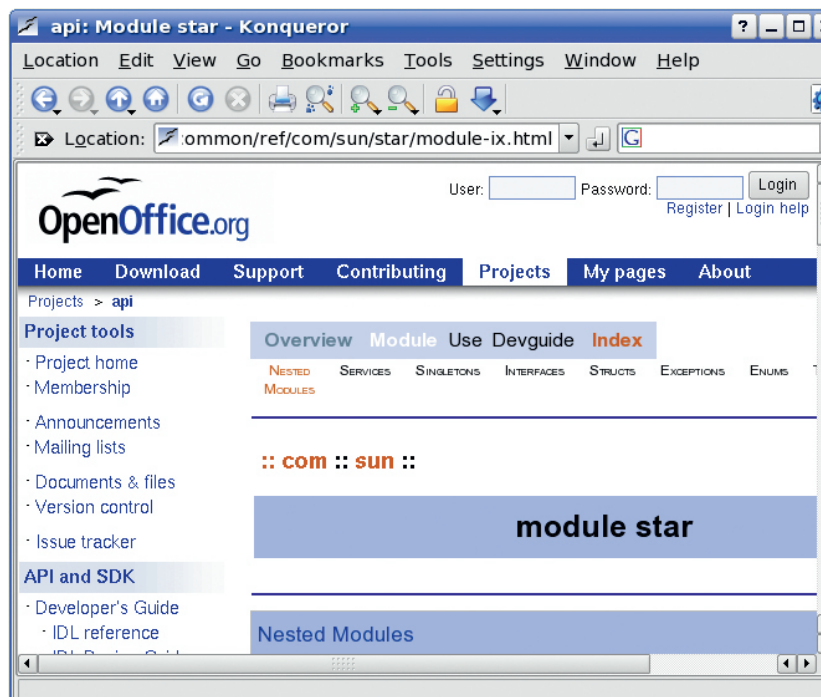 api: Module star - Konqueror
Location Edit View Go Bookmarks Tools Settings Window Help
Location: :ommon/ref/com/sun/star/module-ix.html
OpenOffice.org
User: Password: Login
Register | Login help
Home Download Support Contributing Projects My pages About
Projects > api
Project tools
· Project home
· Membership
· Announcements
· Mailing lists
· Documents & files
· Version control
· Issue tracker
API and SDK
· Developer's Guide
· IDL reference
Overview Module Use Devguide Index
Nested Modules Services Singletons Interfaces Structs Exceptions Enums
:: com :: sun ::
module star
Nested Modules